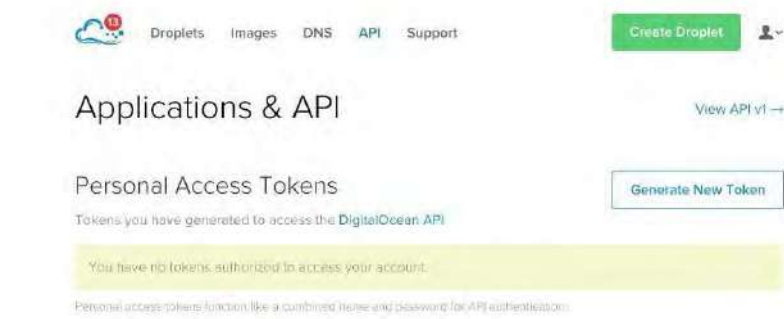 13
Droplets Images DNS API Support Create Droplet
Applications & API View API v1 →
Personal Access Tokens Generate New Token
Tokens you have generated to access the DigitalOcean API
You have no tokens authorized to access your account.
Personal access tokens function like a combined name and password for API authentication.